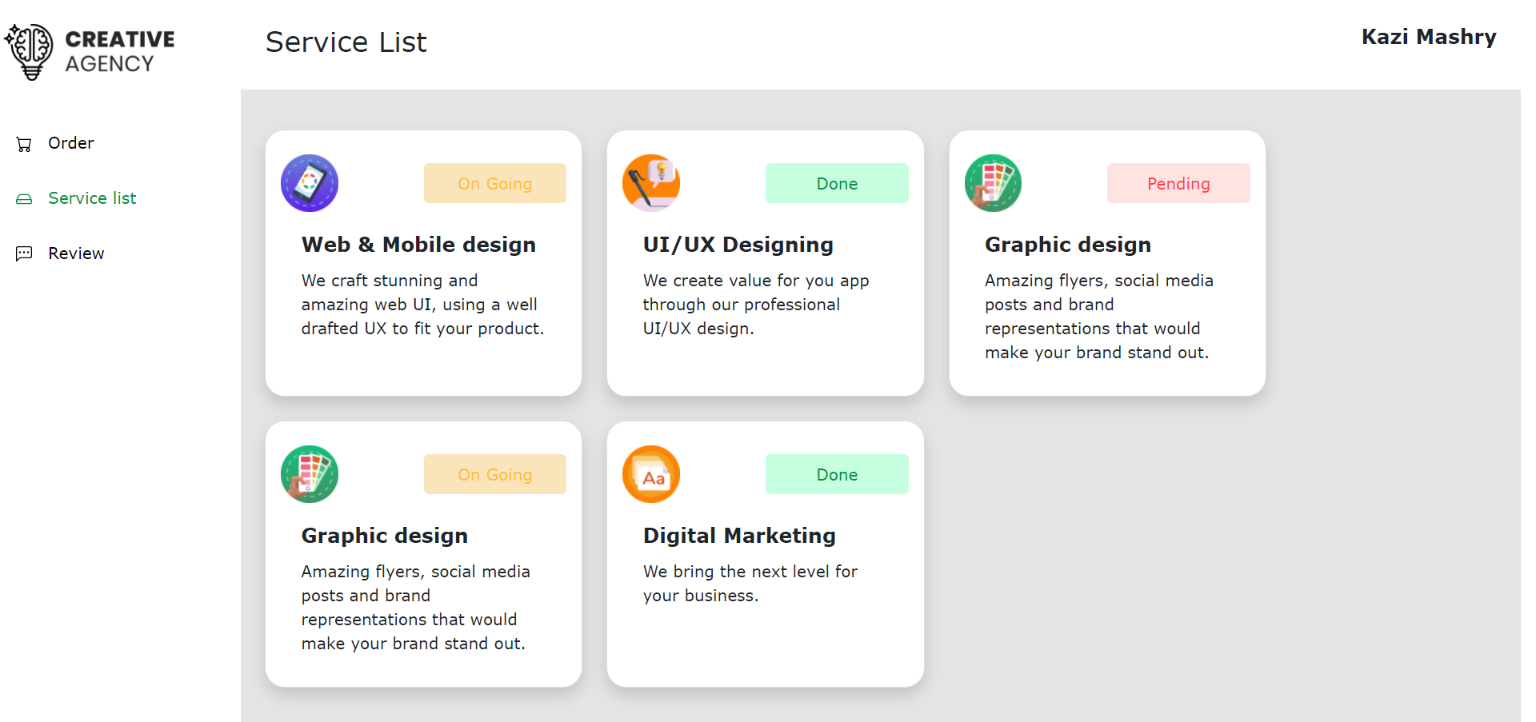 CREATIVE
AGENCY
Service List
Kazi Mashry
Order
Service list
Review
On Going
Web & Mobile design
We craft stunning and
amazing web UI, using a well
drafted UX to fit your product.
Done
UI/UX Designing
We create value for you app
through our professional
UI/UX design.
Pending
Graphic design
Amazing flyers, social media
posts and brand
representations that would
make your brand stand out.
On Going
Graphic design
Amazing flyers, social media
posts and brand
representations that would
make your brand stand out.
Aa
Done
Digital Marketing
We bring the next level for
your business.